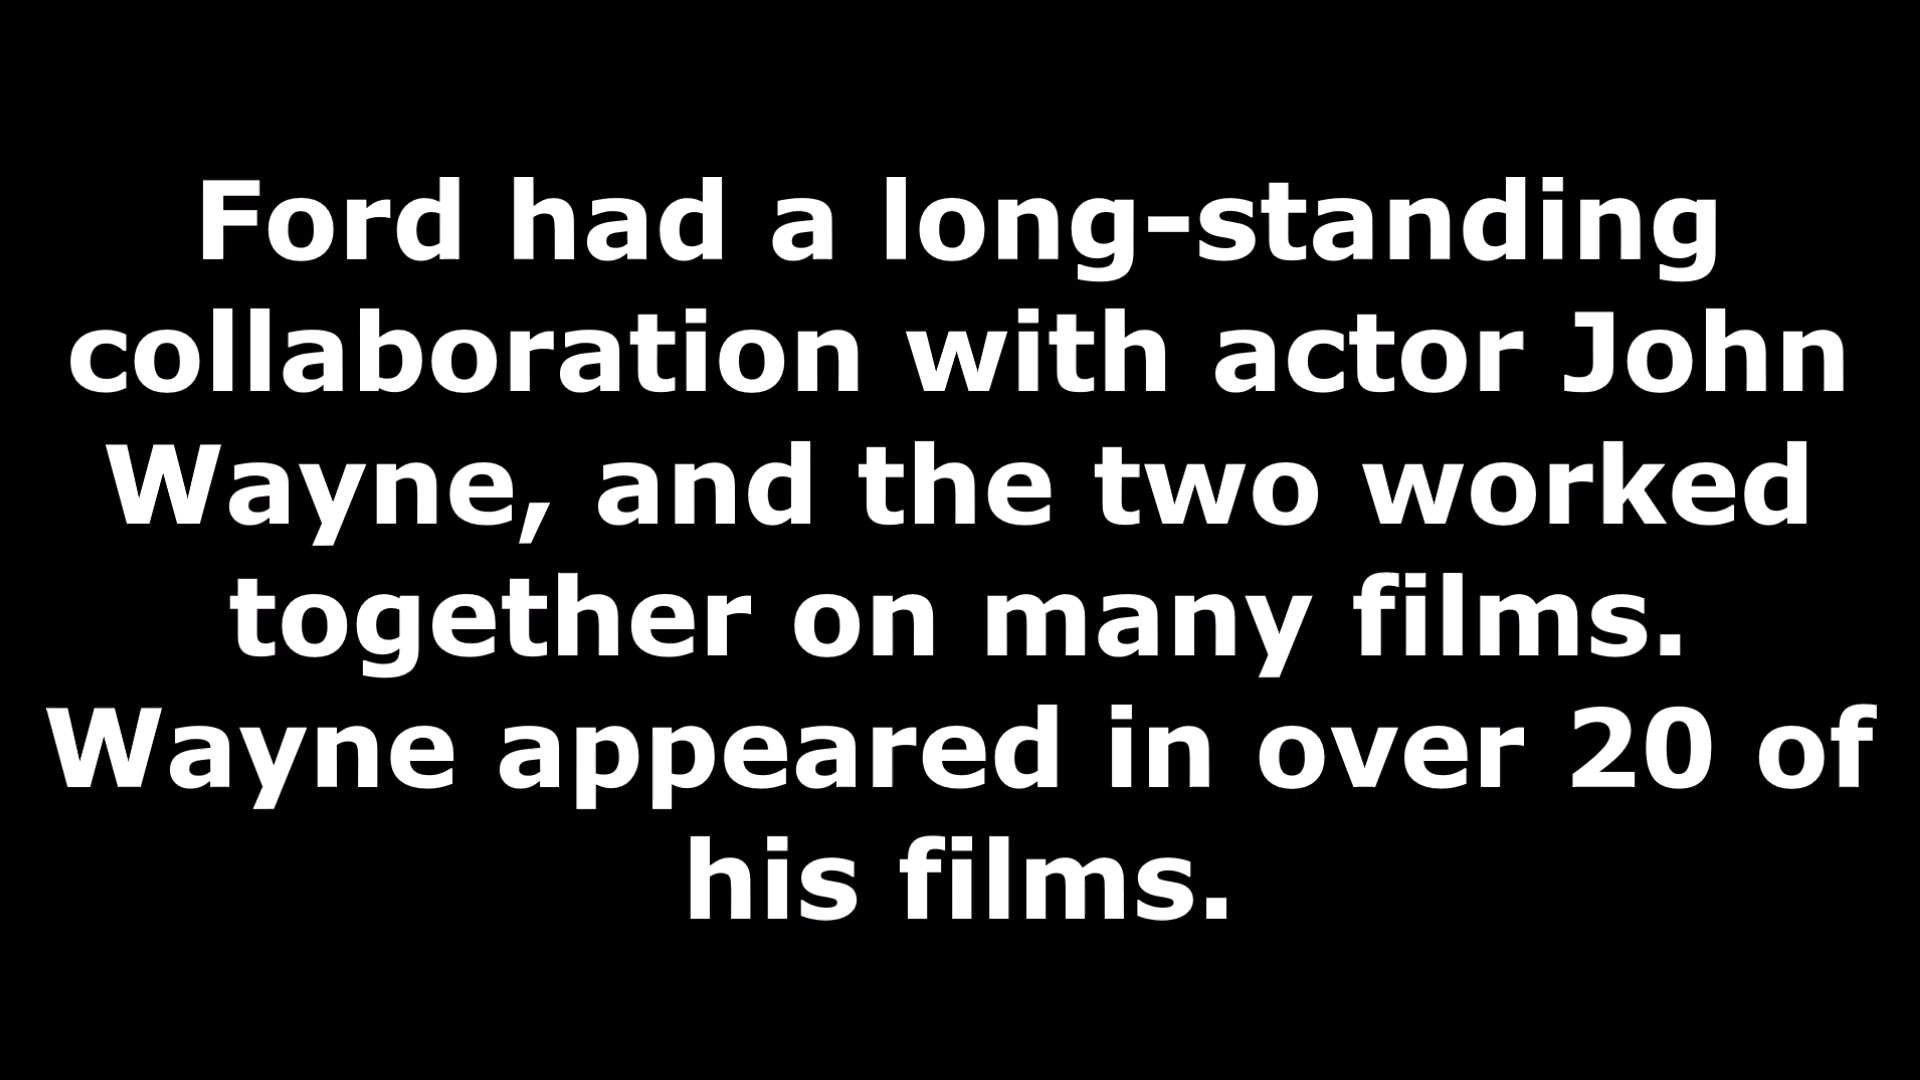 Ford had a long-standing
collaboration with actor John
Wayne, and the two worked
together on many films.
Wayne appeared in over 20 of
his films.